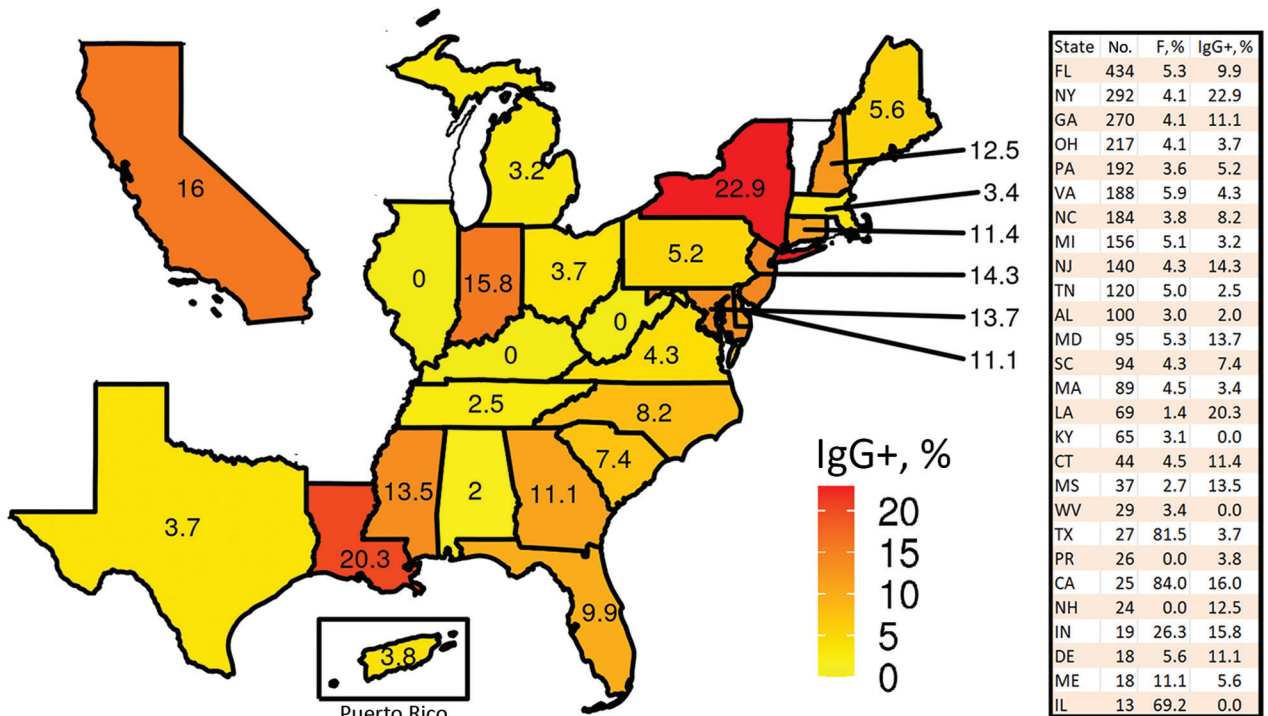 5.6
12.5
3.2
16
22.9
3.4
11.4
5.2
3.7
0
15.8
14.3
0
13.7
4.3
0
11.1
2.5
8.2
7.4
13.5
2
11.1
3.7
20.3
9.9
3.8
Puerto Rico
IgG+, %
20
15
10
5
0
State No. F,% IgG+,%
FL 434 5.3 9.9
NY 292 4.1 22.9
GA 270 4.1 11.1
OH 217 4.1 3.7
PA 192 3.6 5.2
VA 188 5.9 4.3
NC 184 3.8 8.2
MI 156 5.1 3.2
NJ 140 4.3 14.3
TN 120 5.0 2.5
AL 100 3.0 2.0
MD 95 5.3 13.7
SC 94 4.3 7.4
MA 89 4.5 3.4
LA 69 1.4 20.3
KY 65 3.1 0.0
CT 44 4.5 11.4
MS 37 2.7 13.5
WV 29 3.4 0.0
TX 27 81.5 3.7
PR 26 0.0 3.8
CA 25 84.0 16.0
NH 24 0.0 12.5
IN 19 26.3 15.8
DE 18 5.6 11.1
ME 18 11.1 5.6
IL 13 69.2 0.0